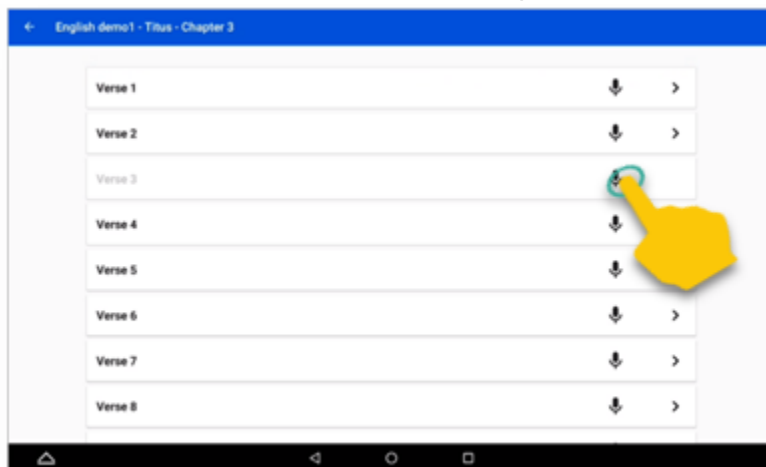 English demo1 - Titus - Chapter 3
Verse 1
Verse 2
Verse 3
Verse 4
Verse 5
Verse 6
Verse 7
Verse 8